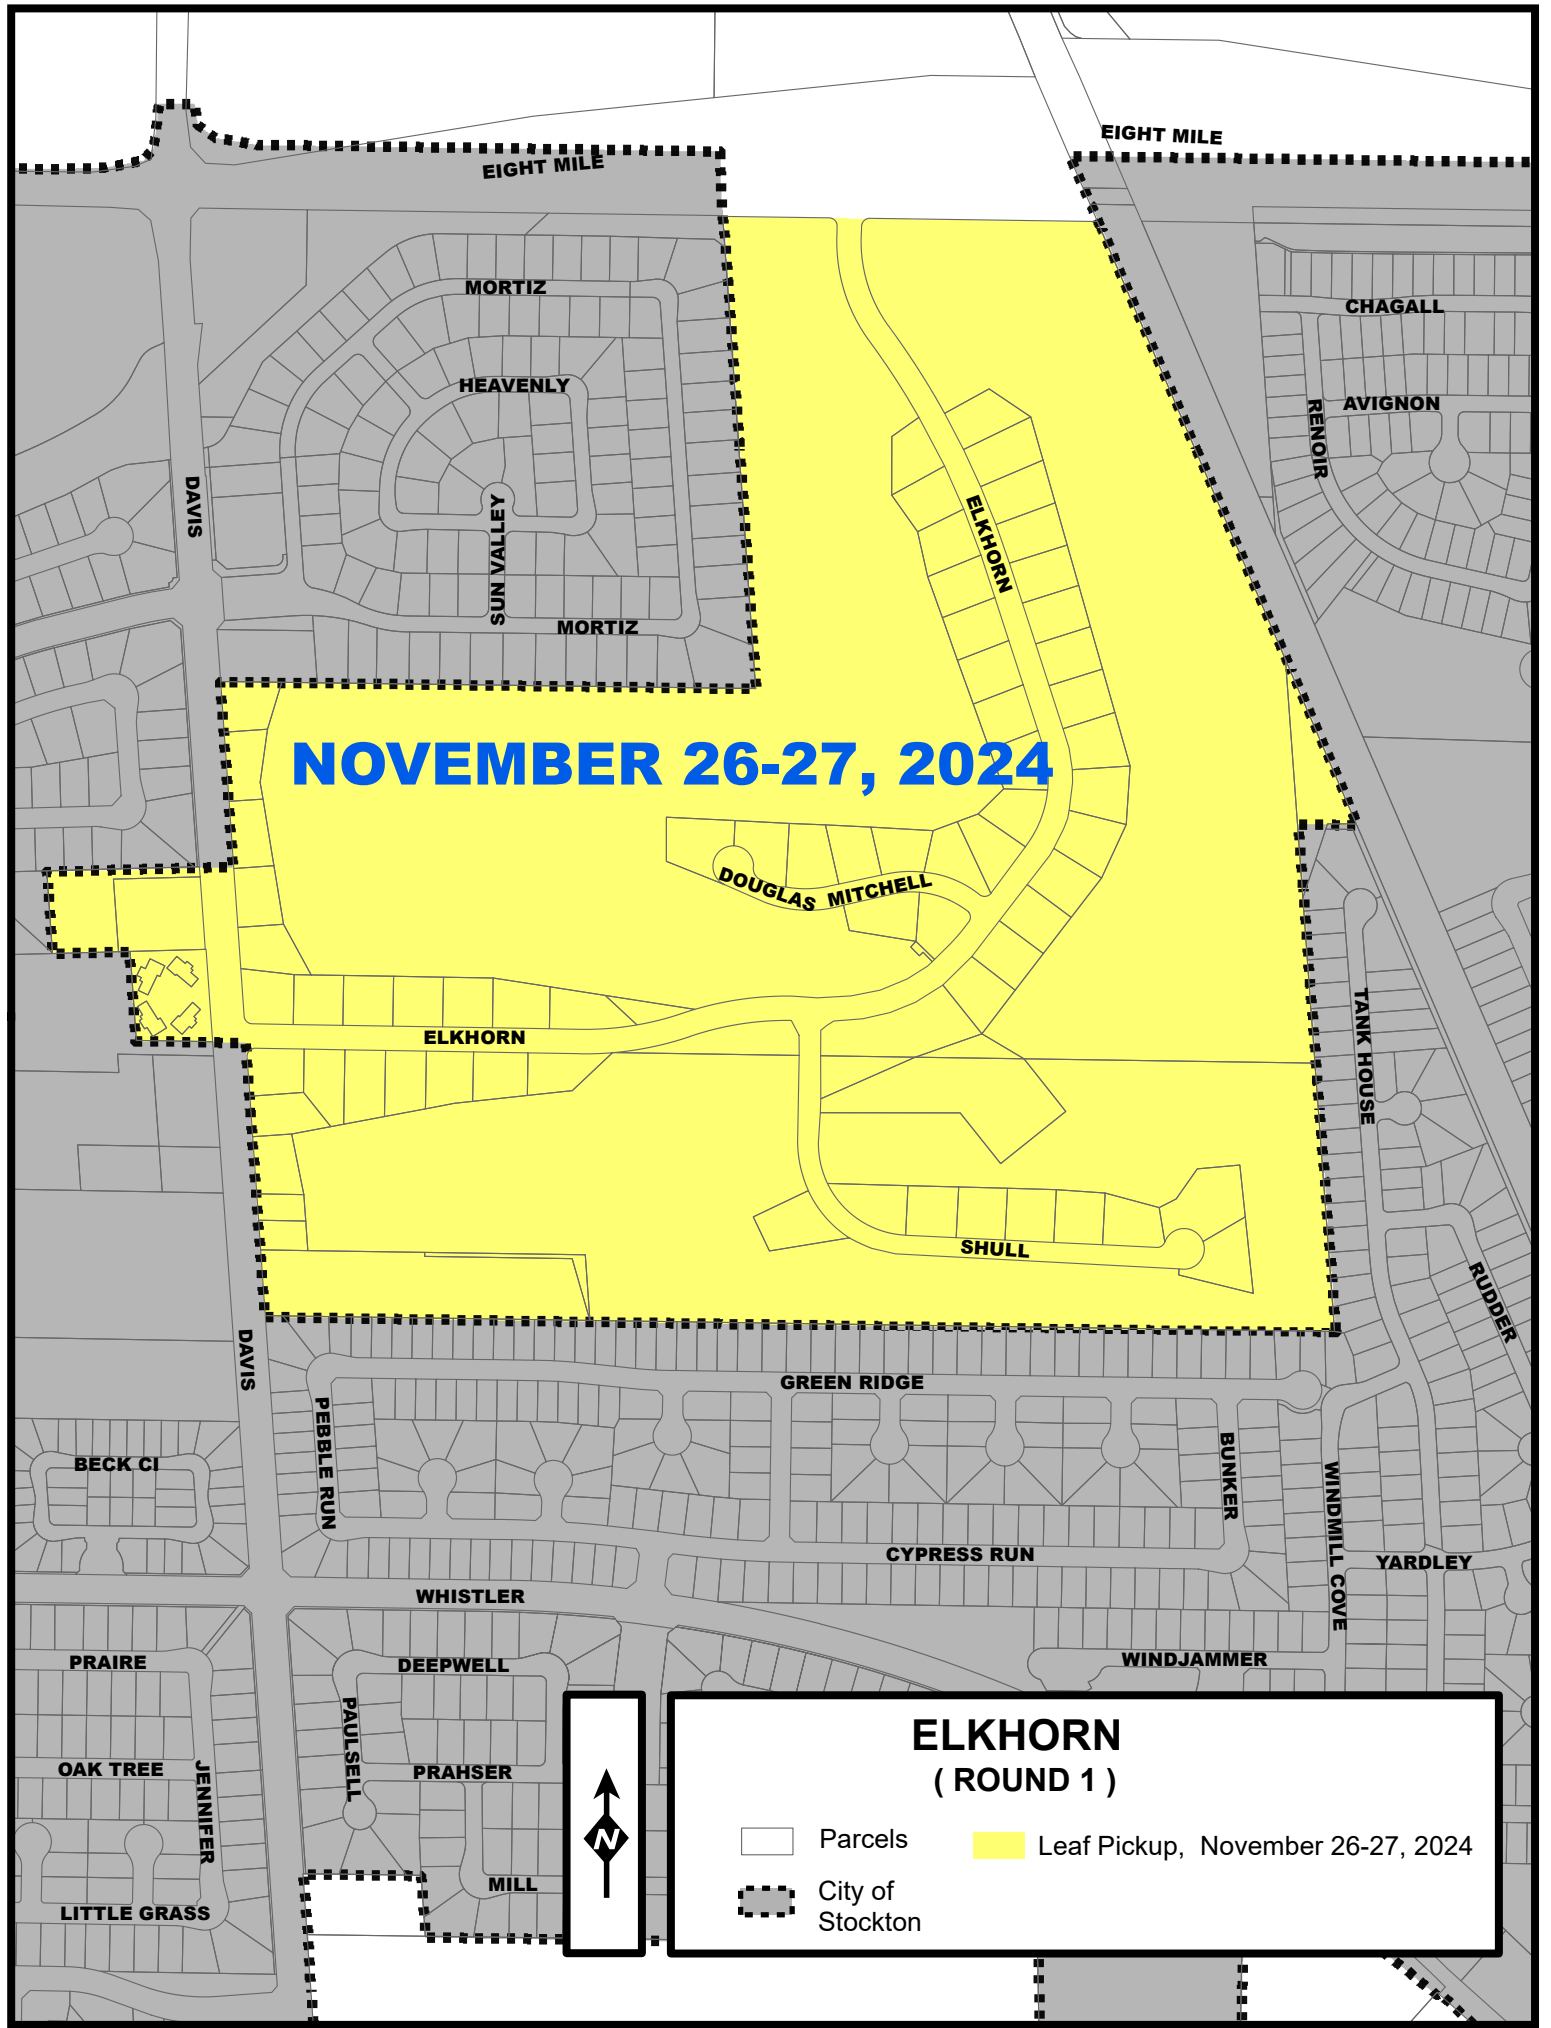 EIGHT MILE
EIGHT MILE
MORTIZ
CHAGALL
HEAVENLY
AVIGNON
RENOIR
DAVIS
SUN VALLEY
ELKHORN
MORTIZ
NOVEMBER 26-27, 2024
DOUGLAS MITCHELL
TANK HOUSE
ELKHORN
SHULL
RUDDER
DAVIS
GREEN RIDGE
PEBBLE RUN
BECK CI
BUNKER
WINDMILL COVE
CYPRESS RUN
YARDLEY
WHISTLER
PRAIRE
DEEPWELL
WINDJAMMER
PAULSELL
OAK TREE
JENNIFER
PRAHSER
MILL
LITTLE GRASS
N
ELKHORN
( ROUND 1 )
Parcels
Leaf Pickup, November 26-27, 2024
City of
Stockton